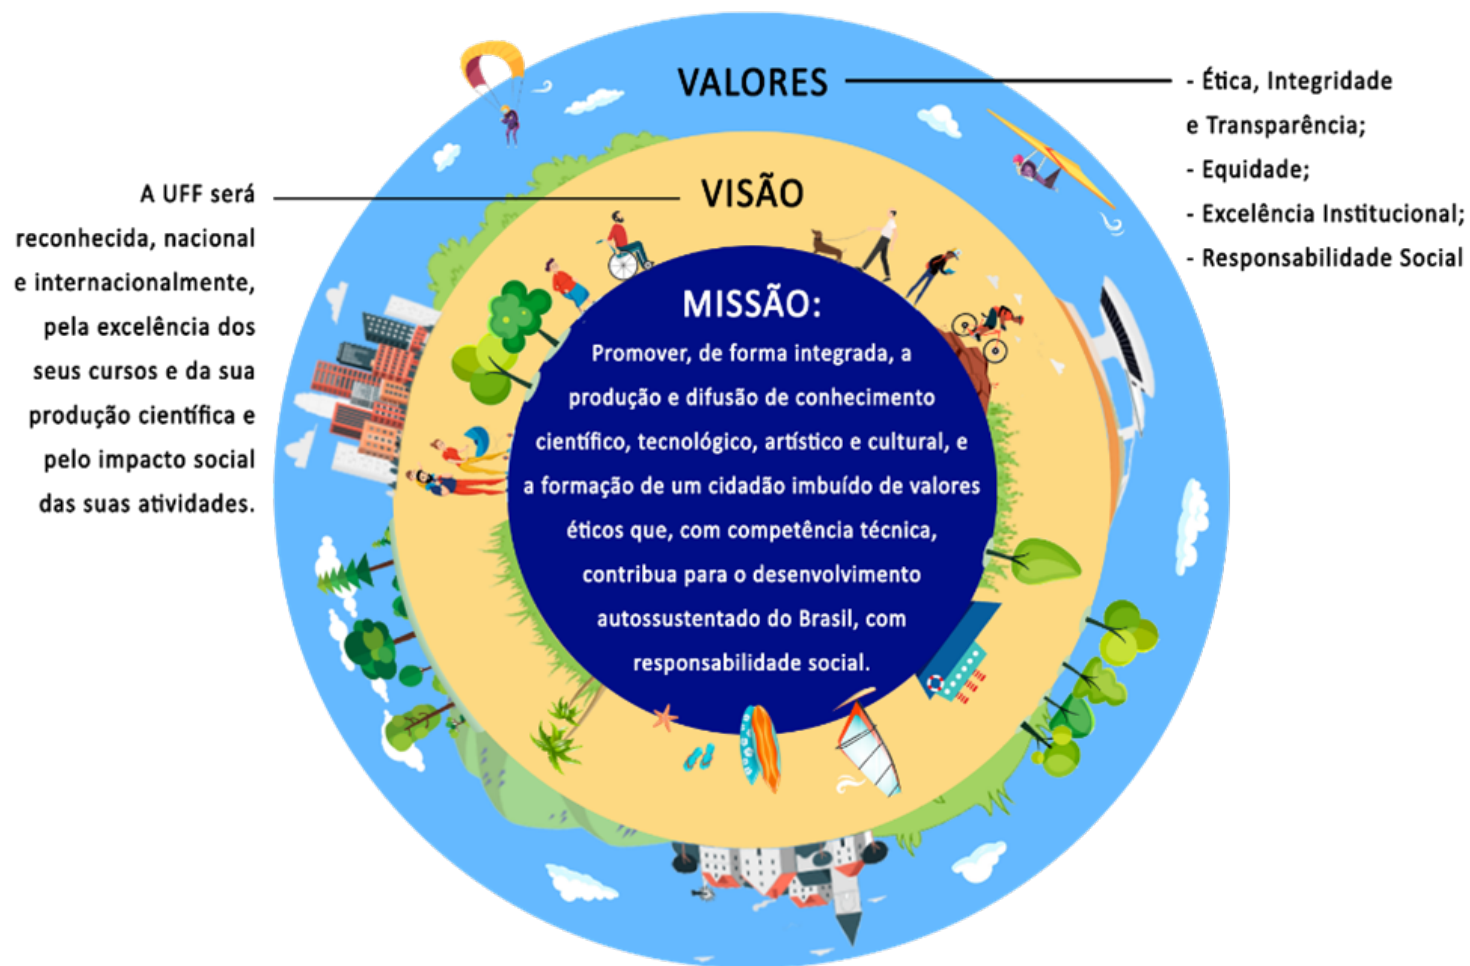 VALORES
- Ética, Integridade
e Transparência;
- Equidade;
- Excelência Institucional;
- Responsabilidade Social
VISÃO
A UFF será
reconhecida, nacional
e internacionalmente,
pela excelência dos
seus cursos e da sua
produção científica e
pelo impacto social
das suas atividades.
MISSÃO:
Promover, de forma integrada, a
produção e difusão de conhecimento
científico, tecnológico, artístico e cultural, e
a formação de um cidadão imbuído de valores
éticos que, com competência técnica,
contribua para o desenvolvimento
autossustentado do Brasil, com
responsabilidade social.